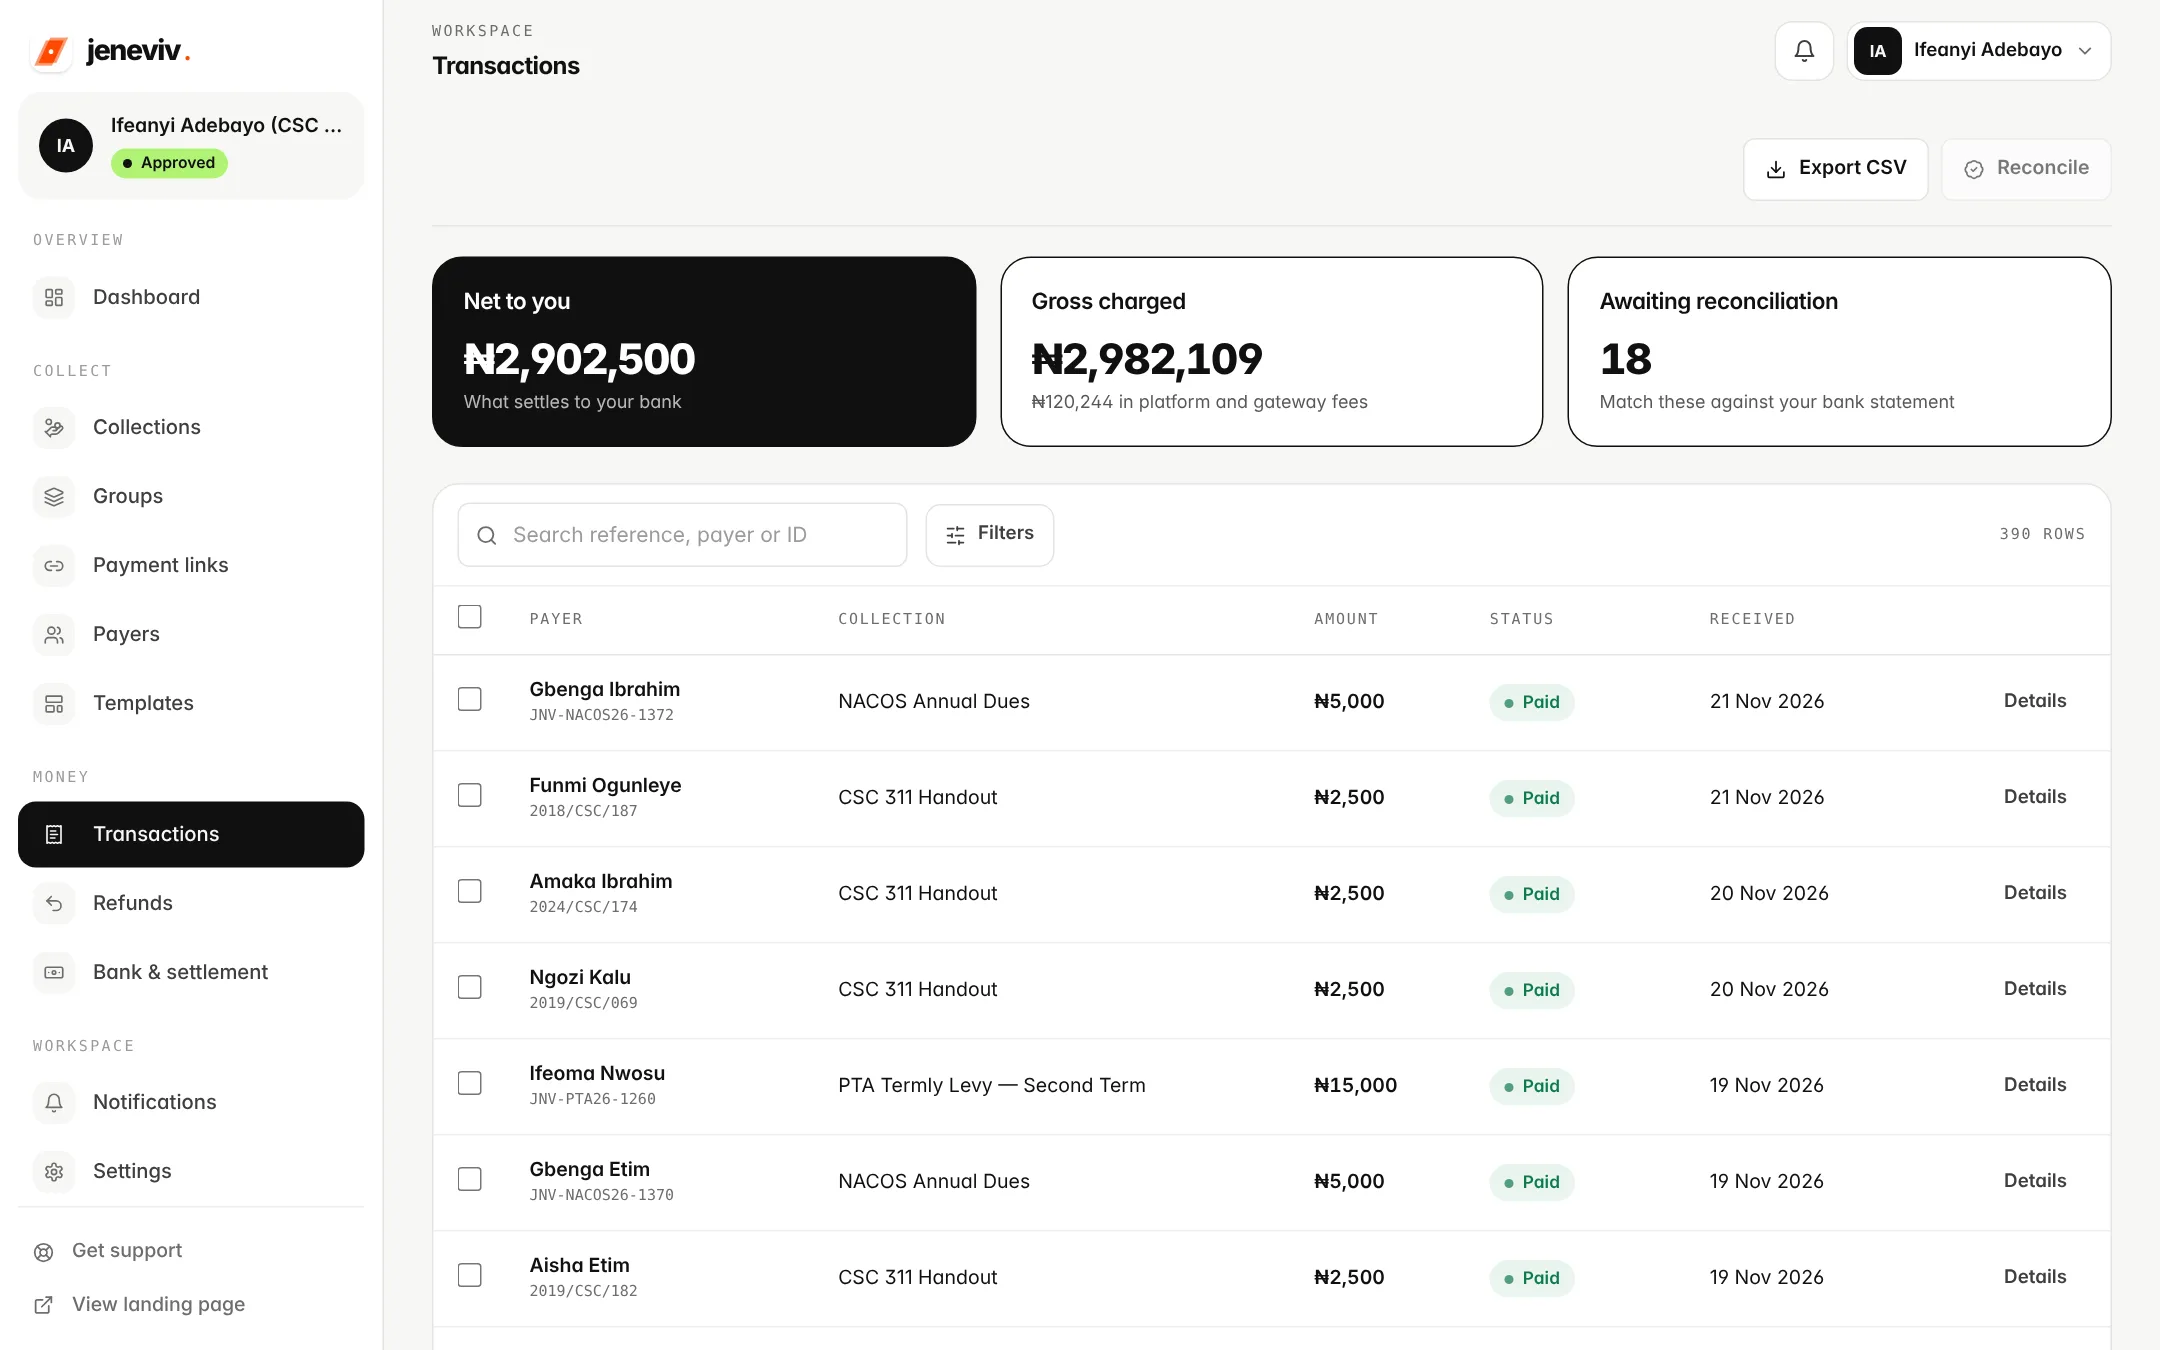 jeneviv.
IA
Ifeanyi Adebayo (CSC ...
Approved
OVERVIEW
Dashboard
COLLECT
Collections
Groups
Payment links
Payers
Templates
MONEY
Transactions
Refunds
Bank & settlement
WORKSPACE
Notifications
Settings
Get support
View landing page
WORKSPACE
Transactions
IA Ifeanyi Adebayo
Export CSV
Reconcile
Net to you
₦2,902,500
What settles to your bank
Gross charged
₦2,982,109
₦120,244 in platform and gateway fees
Awaiting reconciliation
18
Match these against your bank statement
Search reference, payer or ID
Filters
390 ROWS
PAYER COLLECTION AMOUNT STATUS RECEIVED
Gbenga Ibrahim
JNV-NACOS26-1372
NACOS Annual Dues ₦5,000 Paid 21 Nov 2026 Details
Funmi Ogunleye
2018/CSC/187
CSC 311 Handout ₦2,500 Paid 21 Nov 2026 Details
Amaka Ibrahim
2024/CSC/174
CSC 311 Handout ₦2,500 Paid 20 Nov 2026 Details
Ngozi Kalu
2019/CSC/069
CSC 311 Handout ₦2,500 Paid 20 Nov 2026 Details
Ifeoma Nwosu
JNV-PTA26-1260
PTA Termly Levy — Second Term ₦15,000 Paid 19 Nov 2026 Details
Gbenga Etim
JNV-NACOS26-1370
NACOS Annual Dues ₦5,000 Paid 19 Nov 2026 Details
Aisha Etim
2019/CSC/182
CSC 311 Handout ₦2,500 Paid 19 Nov 2026 Details